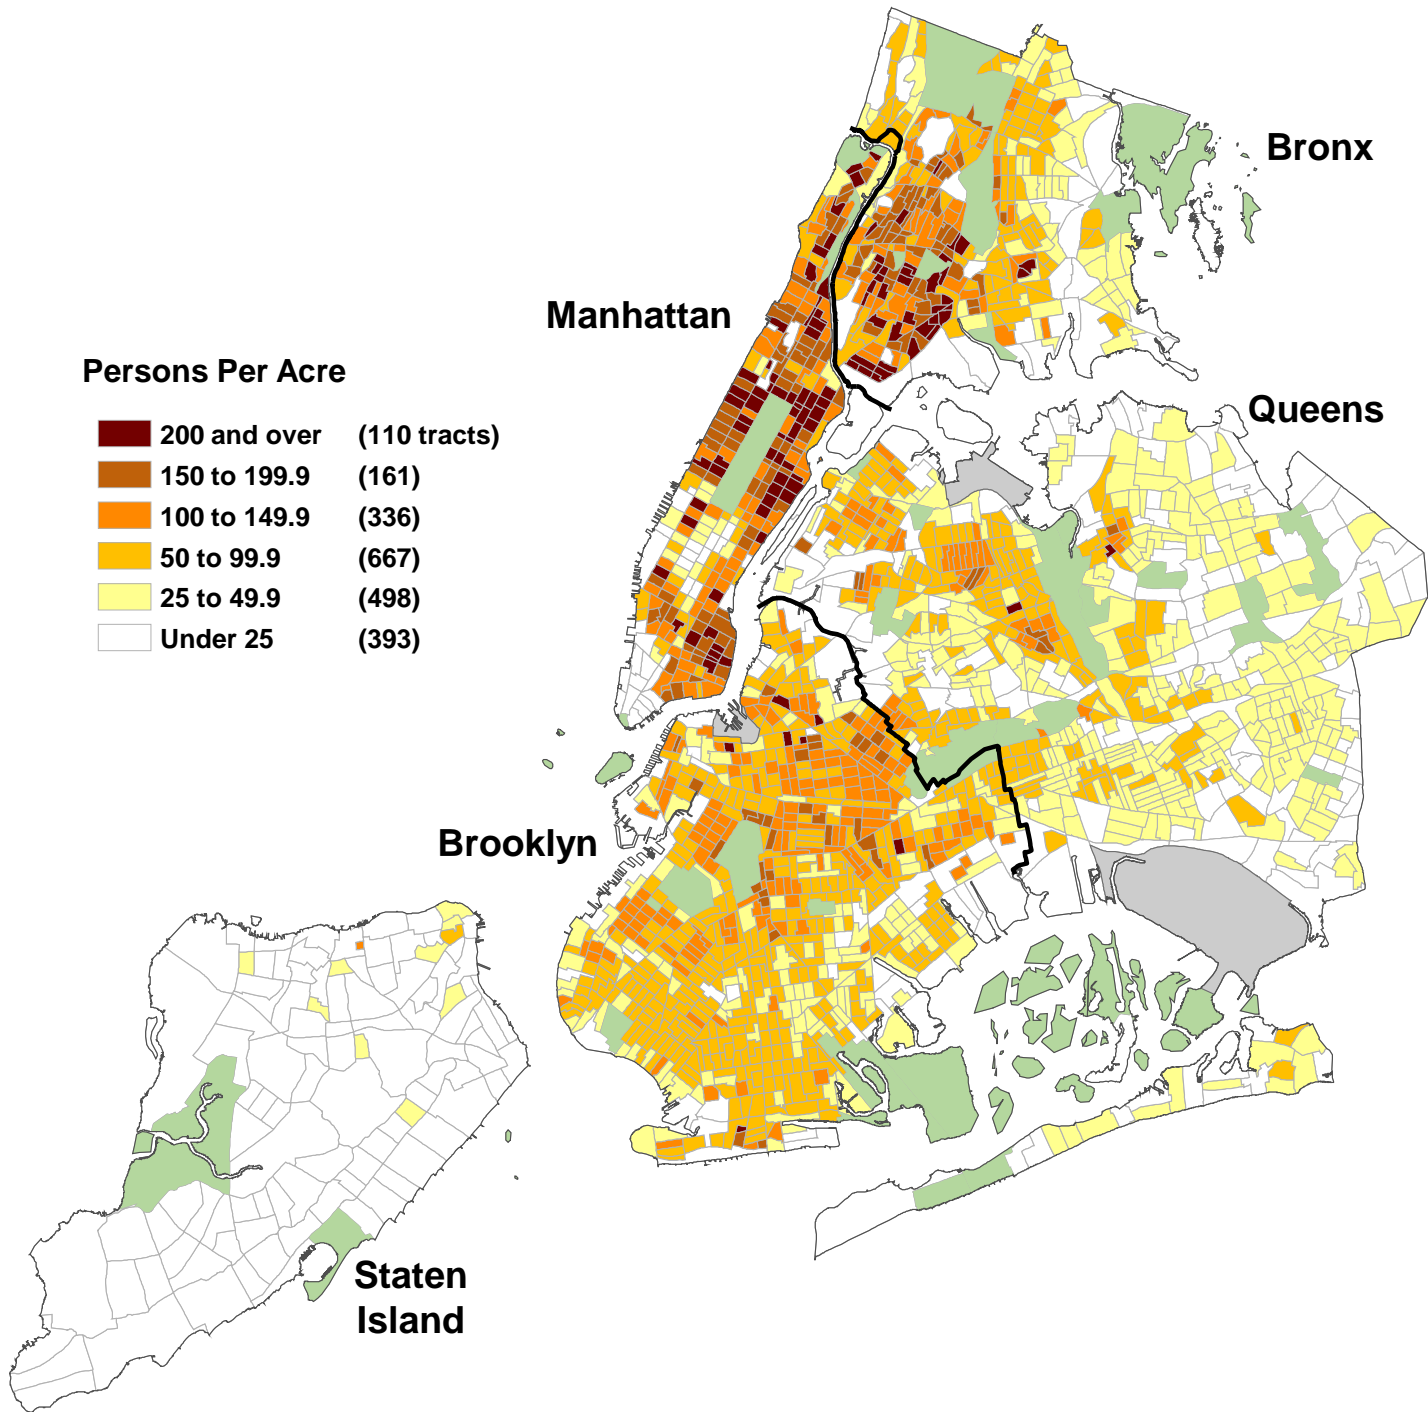 Bronx
Manhattan
Persons Per Acre
Queens
200 and over (110 tracts)
150 to 199.9 (161)
100 to 149.9 (336)
50 to 99.9 (667)
25 to 49.9 (498)
Under 25 (393)
Brooklyn
Staten
Island